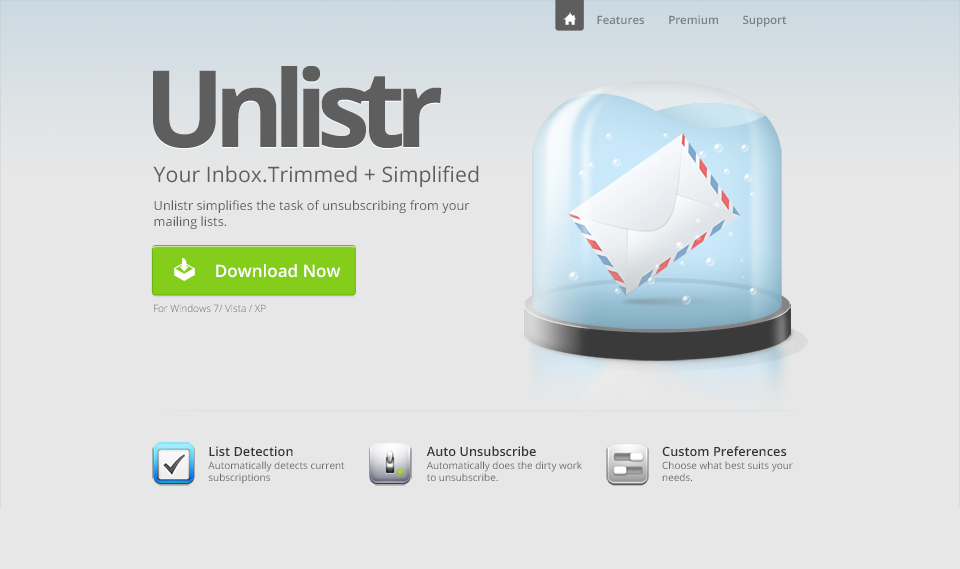 Features Premium Support
Unlistr
Your Inbox.Trimmed + Simplified
Unlistr simplifies the task of unsubscribing from your
mailing lists.
Download Now
For Windows 7/ Vista / XP
List Detection
Automatically detects current
subscriptions
Auto Unsubscribe
Automatically does the dirty work
to unsubscribe.
Custom Preferences
Choose what best suits your
needs.